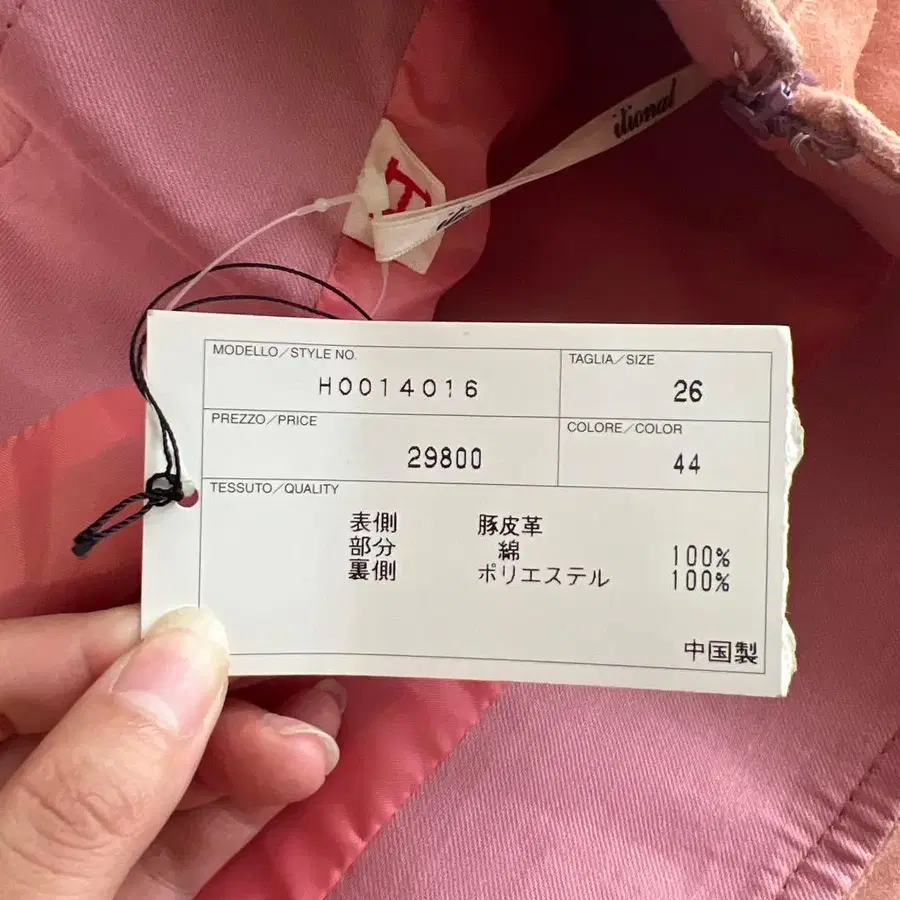 itional
MODELLO／STYLE NO.
H0014016
TAGLIA／SIZE
26
PREZZO／PRICE
29800
COLORE／COLOR
44
TESSUTO／QUALITY
表側 豚皮革
部分 綿 100%
裏側 ポリエステル 100%
中国製